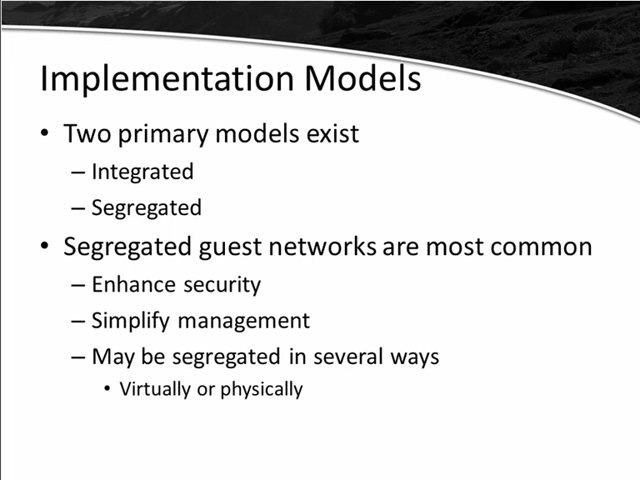 Implementation Models
• Two primary models exist
– Integrated
– Segregated
• Segregated guest networks are most common
– Enhance security
– Simplify management
– May be segregated in several ways
• Virtually or physically